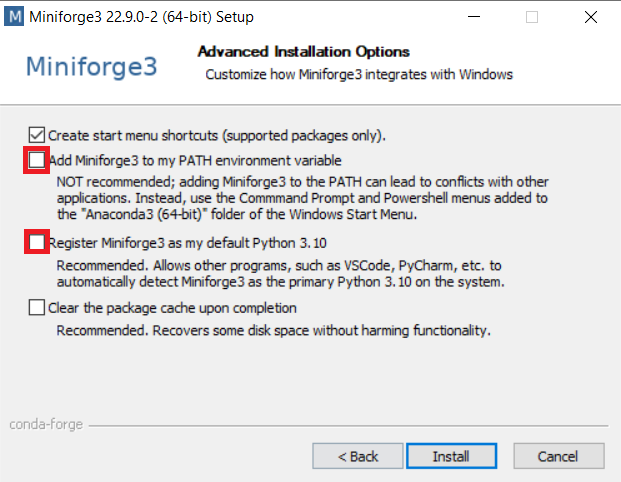 Miniforge3 22.9.0-2 (64-bit) Setup
Miniforge3
Advanced Installation Options
Customize how Miniforge3 integrates with Windows
Create start menu shortcuts (supported packages only).
Add Miniforge3 to my PATH environment variable
NOT recommended; adding Miniforge3 to the PATH can lead to conflicts with other
applications. Instead, use the Commmand Prompt and Powershell menus added to
the "Anaconda3 (64-bit)" folder of the Windows Start Menu.
Register Miniforge3 as my default Python 3.10
Recommended. Allows other programs, such as VSCode, PyCharm, etc. to
automatically detect Miniforge3 as the primary Python 3.10 on the system.
Clear the package cache upon completion
Recommended. Recovers some disk space without harming functionality.
conda-forge
< Back
Install
Cancel